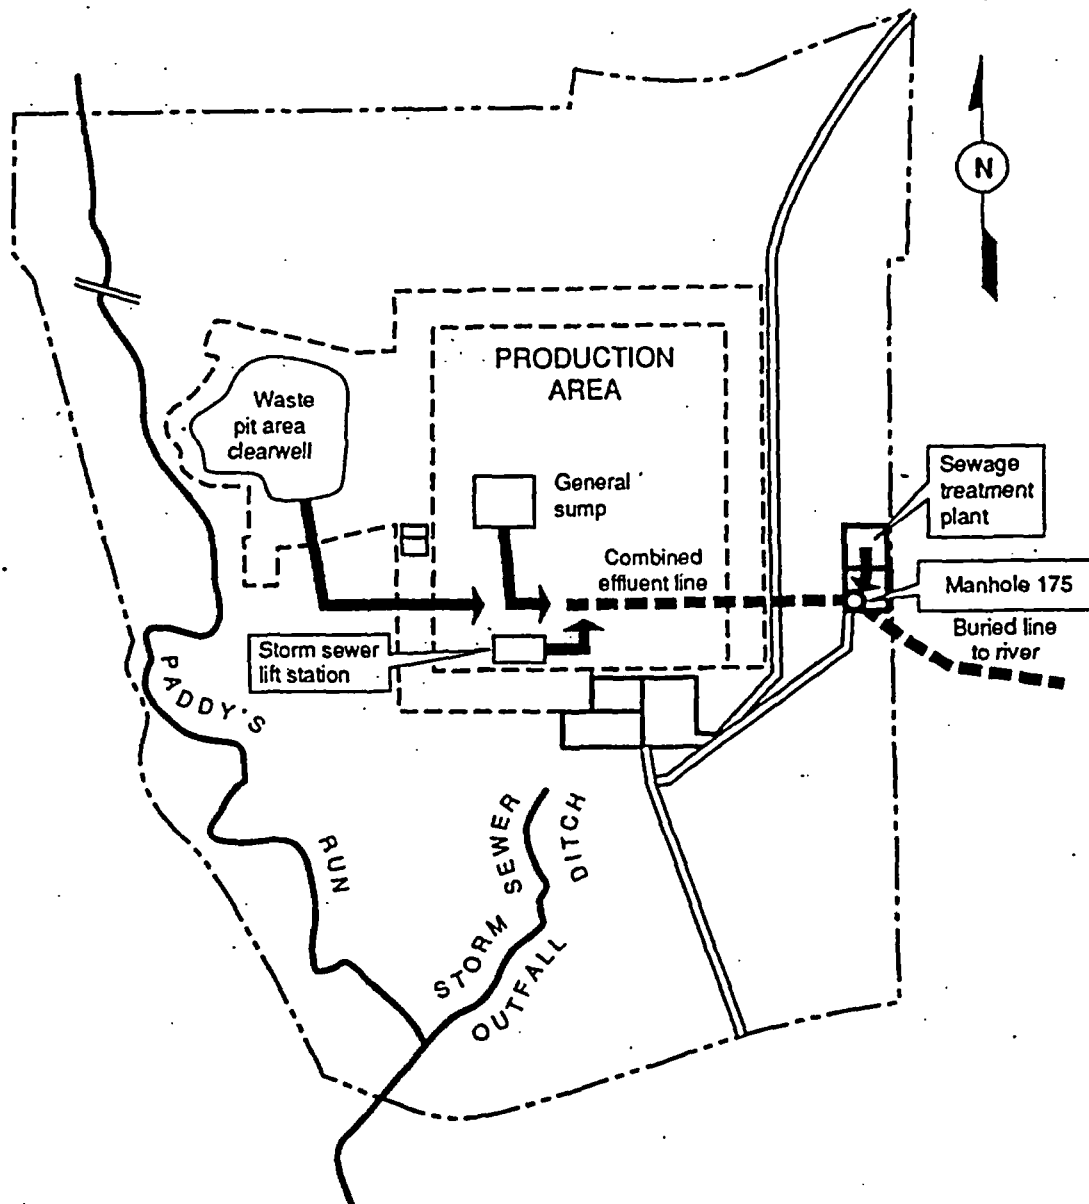 N
PRODUCTION
AREA
Waste
pit area
clearwell
General
sump
Sewage
treatment
plant
Combined
effluent line
Manhole 175
Storm sewer
lift station
Buried line
to river
PADDY'S
RUN
STORM SEWER
OUTFALL DITCH